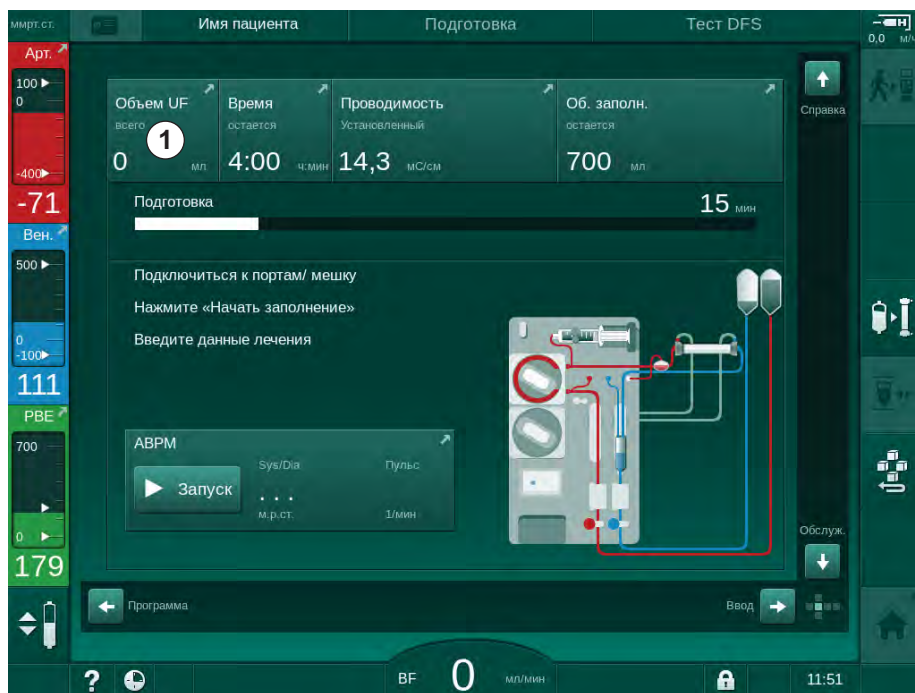 ммрт.ст.
Имя пациента
Подготовка
Тест DFS
0,0 м/ч
Арт.
100
0
-400
-71
Вен.
500
0
-100
111
PBE
700
0
179
Объем UF
всего
1
0 мл
Время
остается
4:00 ч:мин
Проводимость
Установленный
14,3 мС/см
Об. заполн.
остается
700 мл
Справка
Подготовка
15 мин
Подключиться к портам/ мешку
Нажмите «Начать заполнение»
Введите данные лечения
ABPM
Запуск
Sys/Dia
. . .
м.р.ст.
Пульс
1/мин
Обслуж.
Программа
Ввод
?
BF 0 мл/мин
11:51